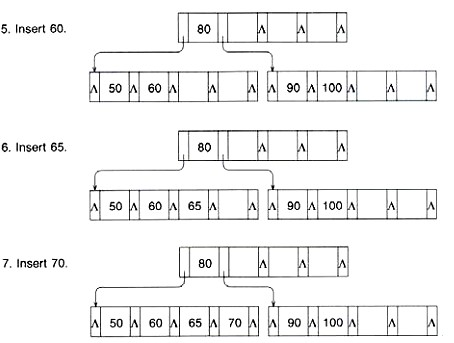 5. Insert 60.
80 Λ Λ Λ
Λ 50 Λ 60 Λ Λ Λ Λ 90 Λ 100 Λ Λ Λ
6. Insert 65.
80 Λ Λ Λ
Λ 50 Λ 60 Λ 65 Λ Λ Λ 90 Λ 100 Λ Λ Λ
7. Insert 70.
80 Λ Λ Λ
Λ 50 Λ 60 Λ 65 Λ 70 Λ Λ 90 Λ 100 Λ Λ Λ